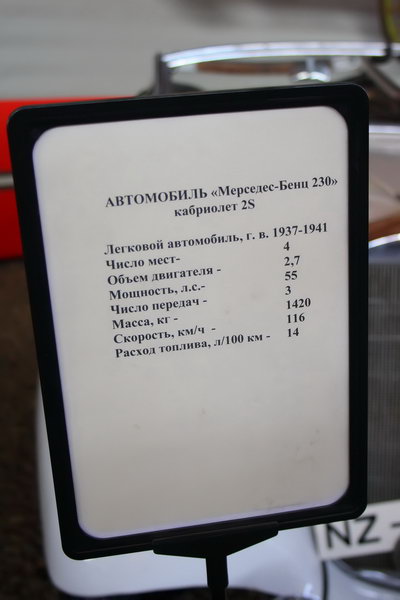 АВТОМОБИЛЬ «Мерседес-Бенц 230»
кабриолет 2S
Легковой автомобиль, г. в. 1937-1941
Число мест- 4
Объем двигателя - 2,7
Мощность, л.с.- 55
Число передач - 3
Масса, кг - 1420
Скорость, км/ч - 116
Расход топлива, л/100 км - 14
NZ -